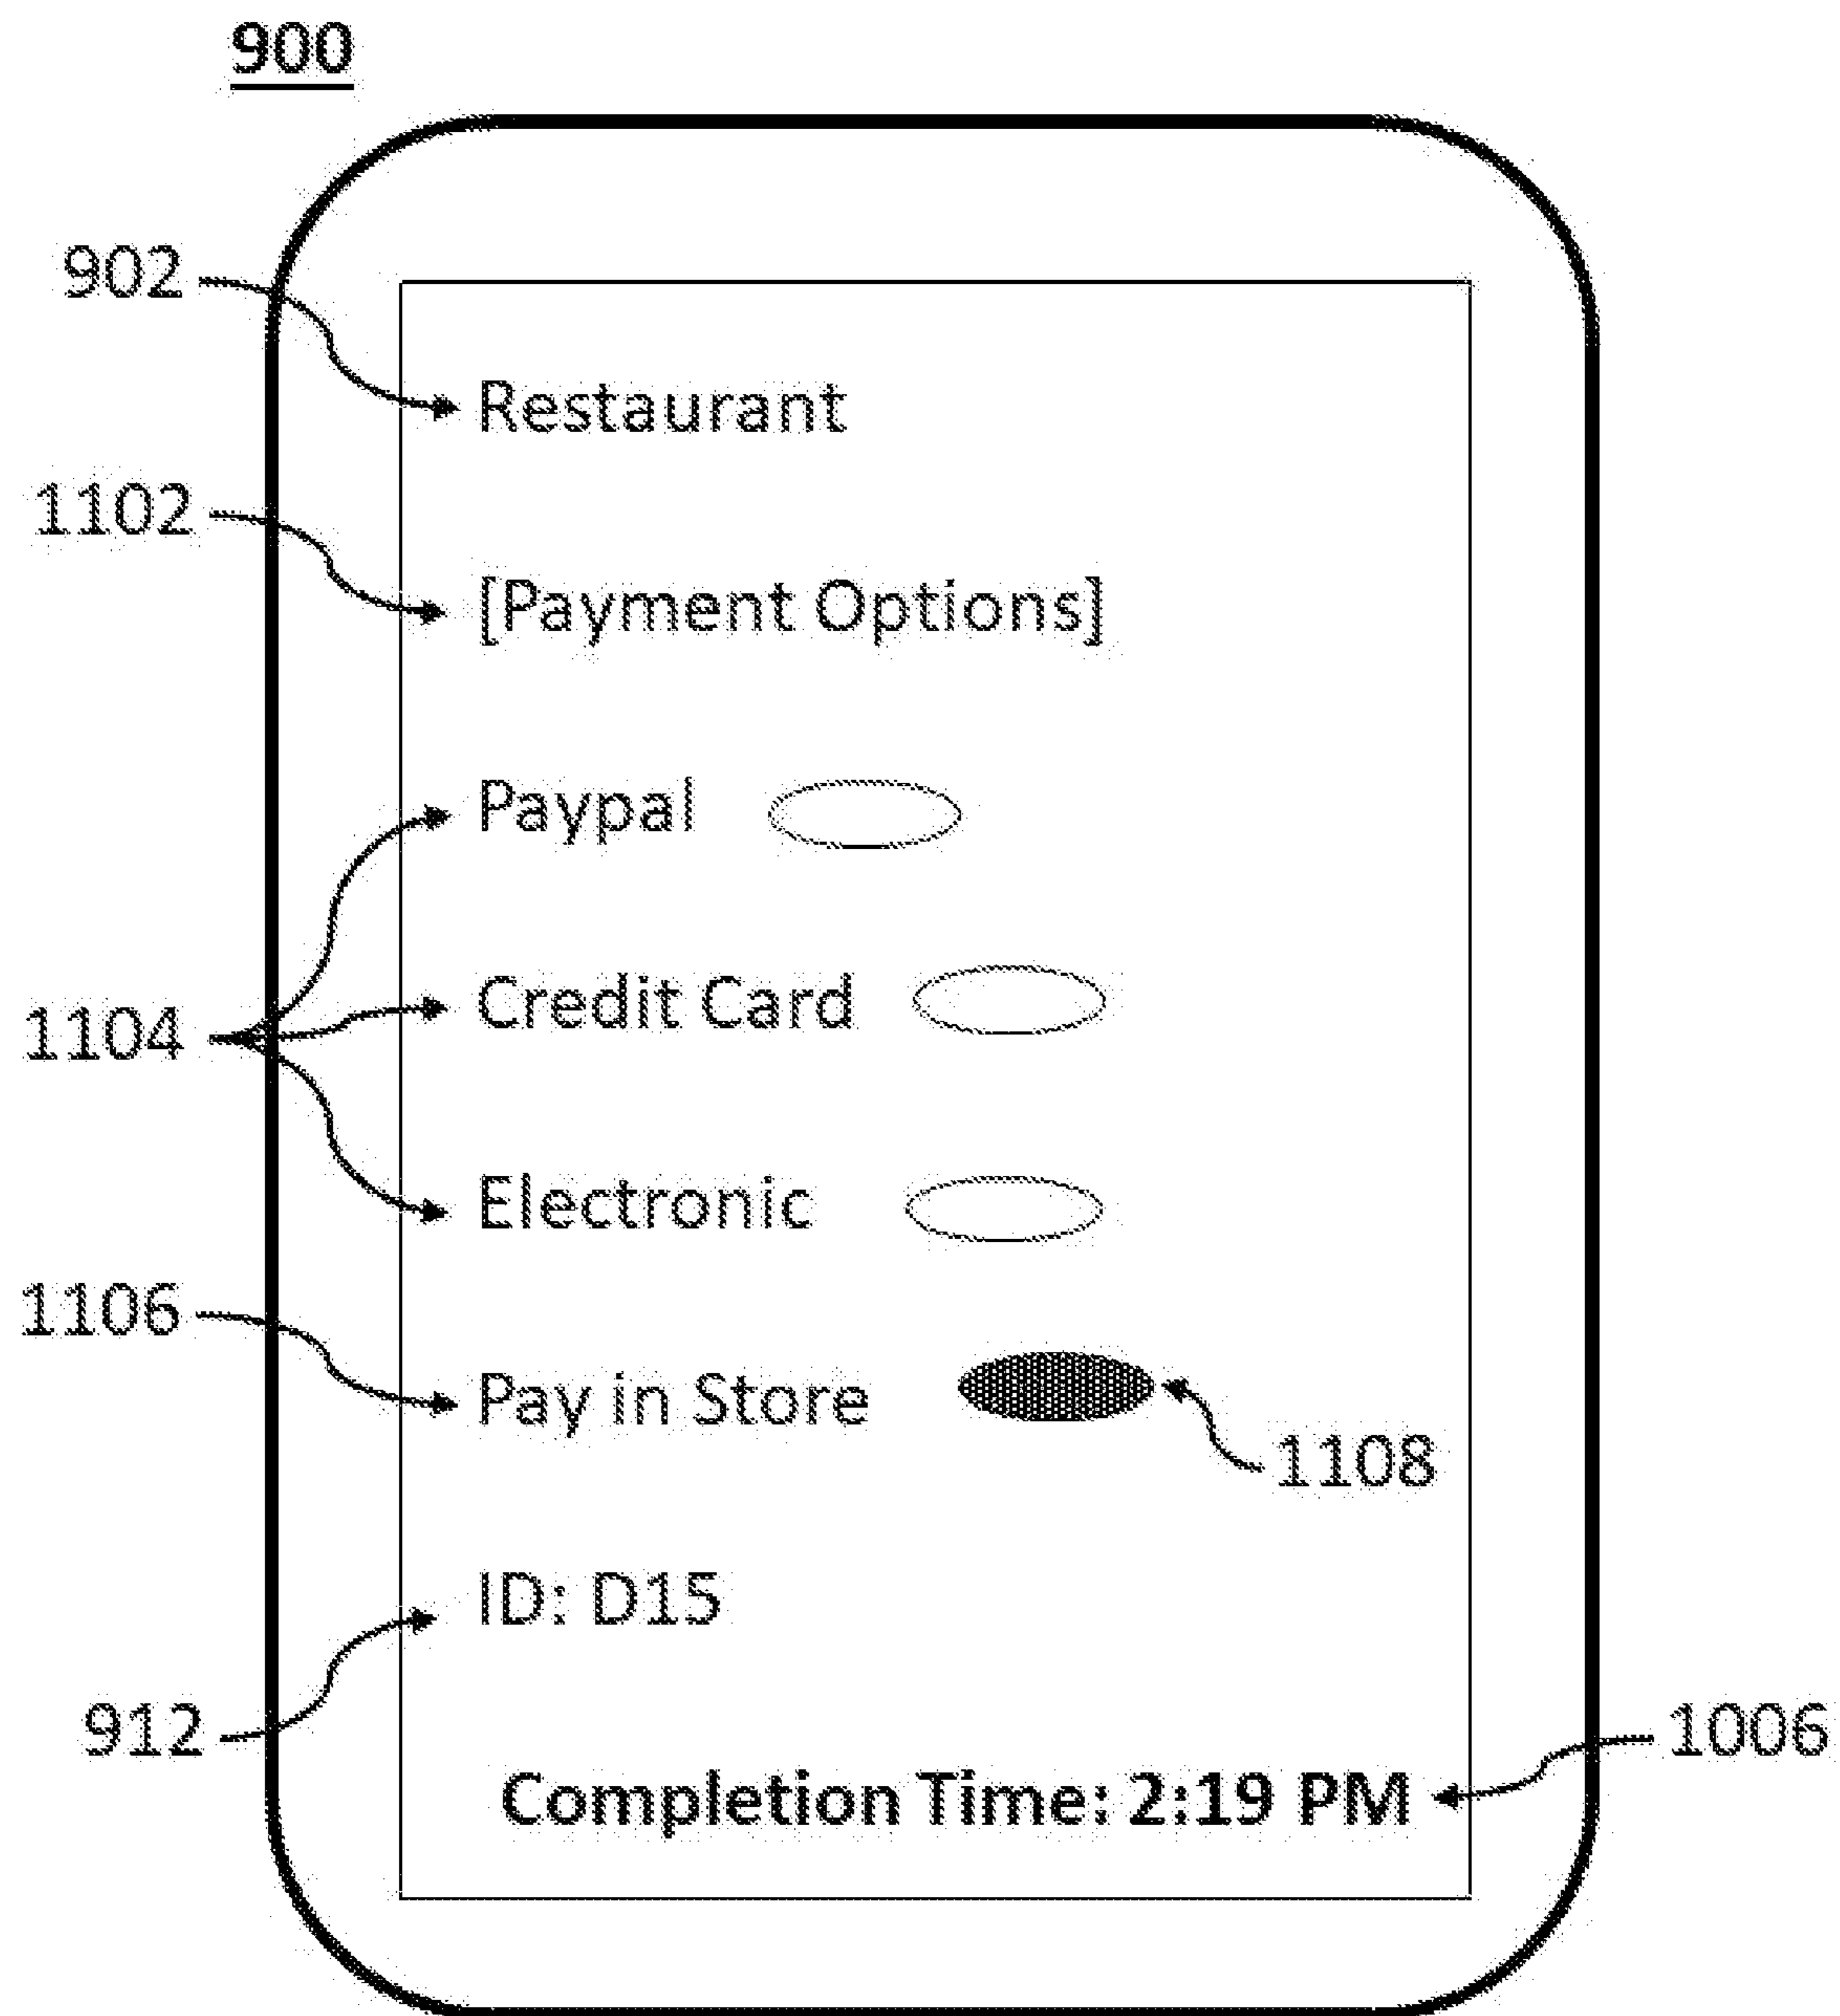 900
902
Restaurant
1102
[Payment Options]
Paypal
Credit Card
1104
Electronic
1106
Pay in Store
1108
ID: D15
912
1006
Completion Time: 2:19 PM